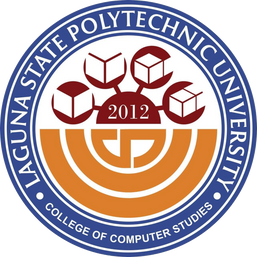 LAGUNA STATE POLYTECHNIC UNIVERSITY
2012
COLLEGE OF COMPUTER STUDIES